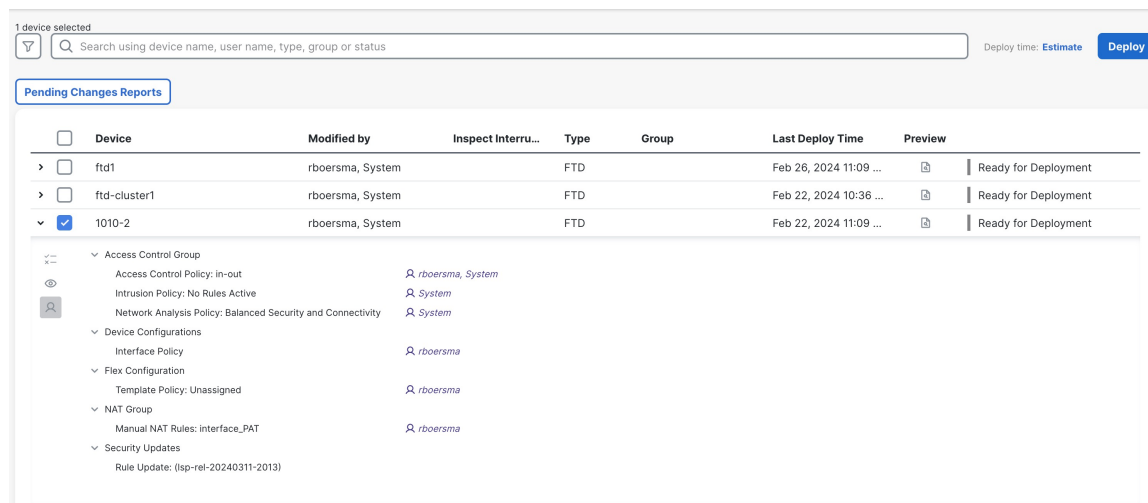 1 device selected
Search using device name, user name, type, group or status
Deploy time: Estimate
Deploy
Pending Changes Reports
Device Modified by Inspect Interru... Type Group Last Deploy Time Preview
ftd1 rboersma, System FTD Feb 26, 2024 11:09 ... Ready for Deployment
ftd-cluster1 rboersma, System FTD Feb 22, 2024 10:36 ... Ready for Deployment
1010-2 rboersma, System FTD Feb 22, 2024 11:09 ... Ready for Deployment
Access Control Group
Access Control Policy: in-out rboersma, System
Intrusion Policy: No Rules Active System
Network Analysis Policy: Balanced Security and Connectivity System
Device Configurations
Interface Policy rboersma
Flex Configuration
Template Policy: Unassigned rboersma
NAT Group
Manual NAT Rules: interface_PAT rboersma
Security Updates
Rule Update: (lsp-rel-20240311-2013)